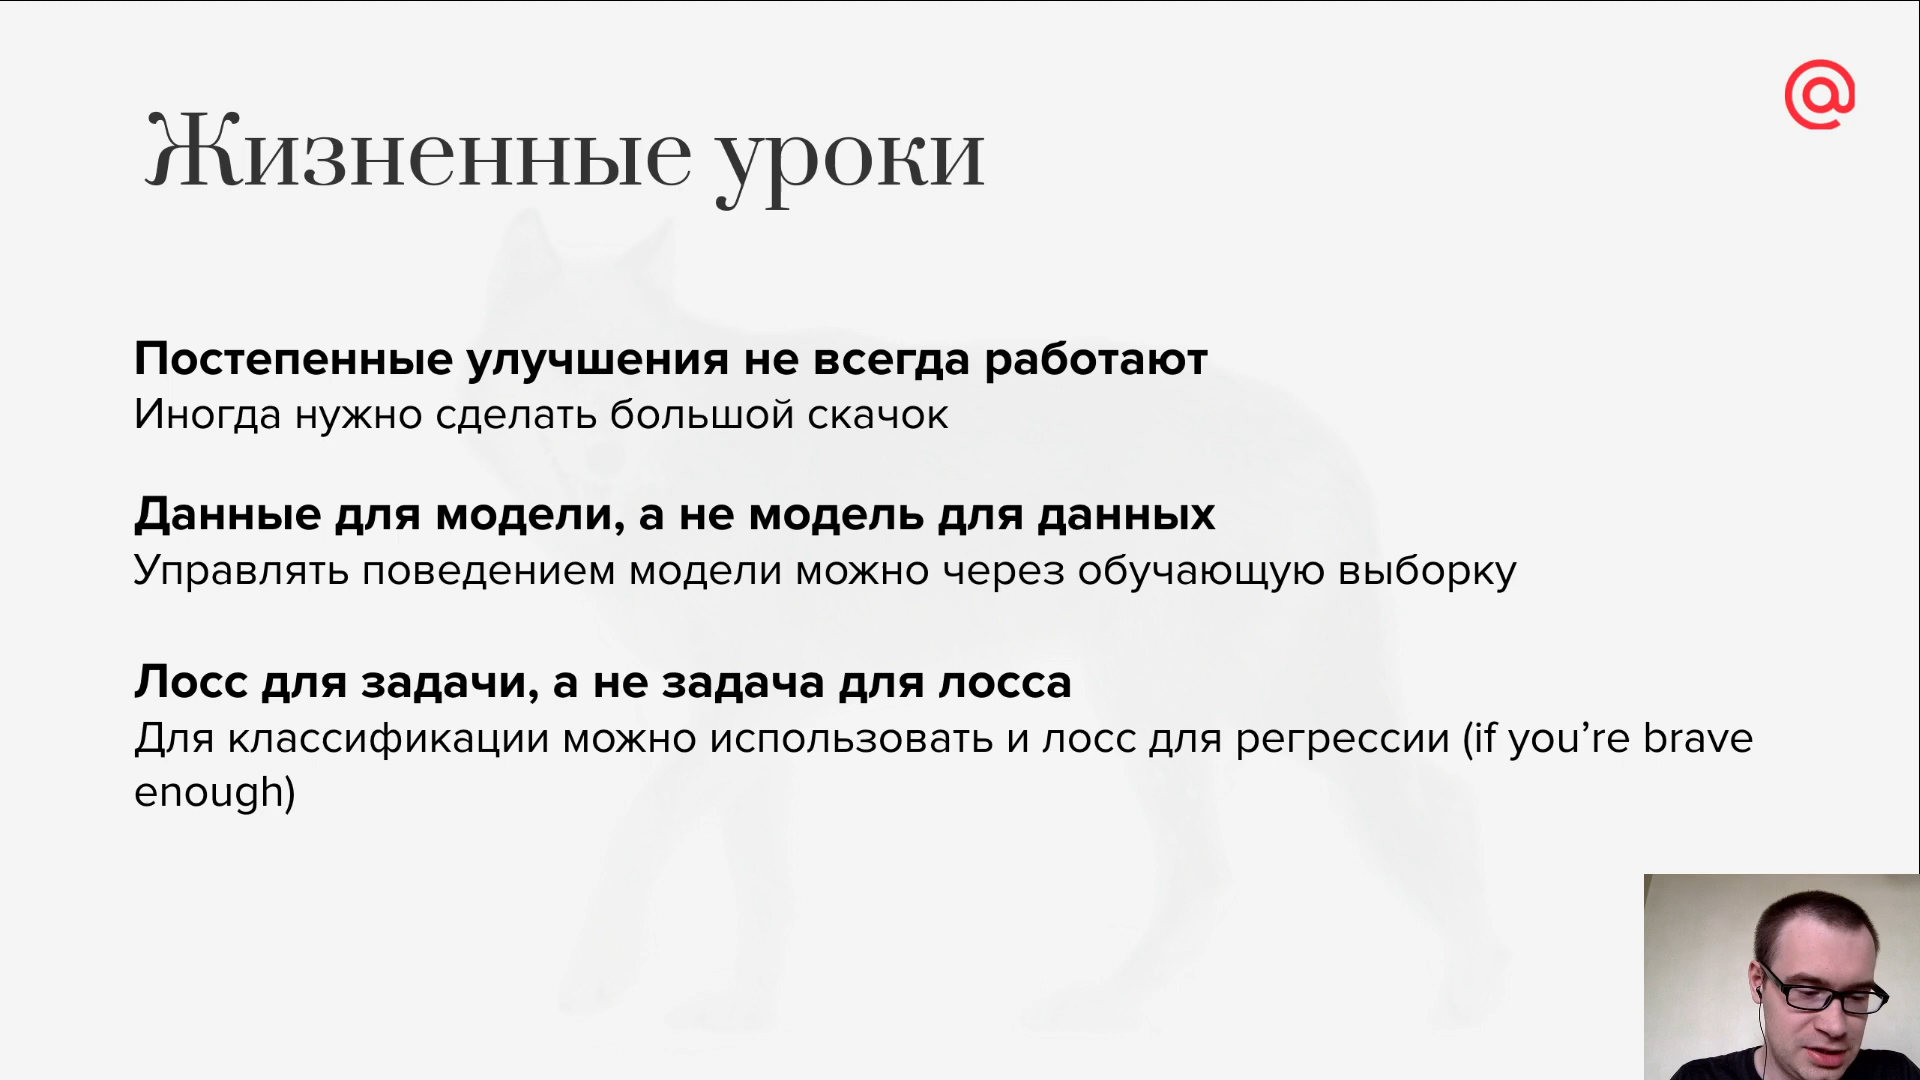 Жизненные уроки
Постепенные улучшения не всегда работают
Иногда нужно сделать большой скачок
Данные для модели, а не модель для данных
Управлять поведением модели можно через обучающую выборку
Лосс для задачи, а не задача для лосса
Для классификации можно использовать и лосс для регрессии (if you’re brave
enough)